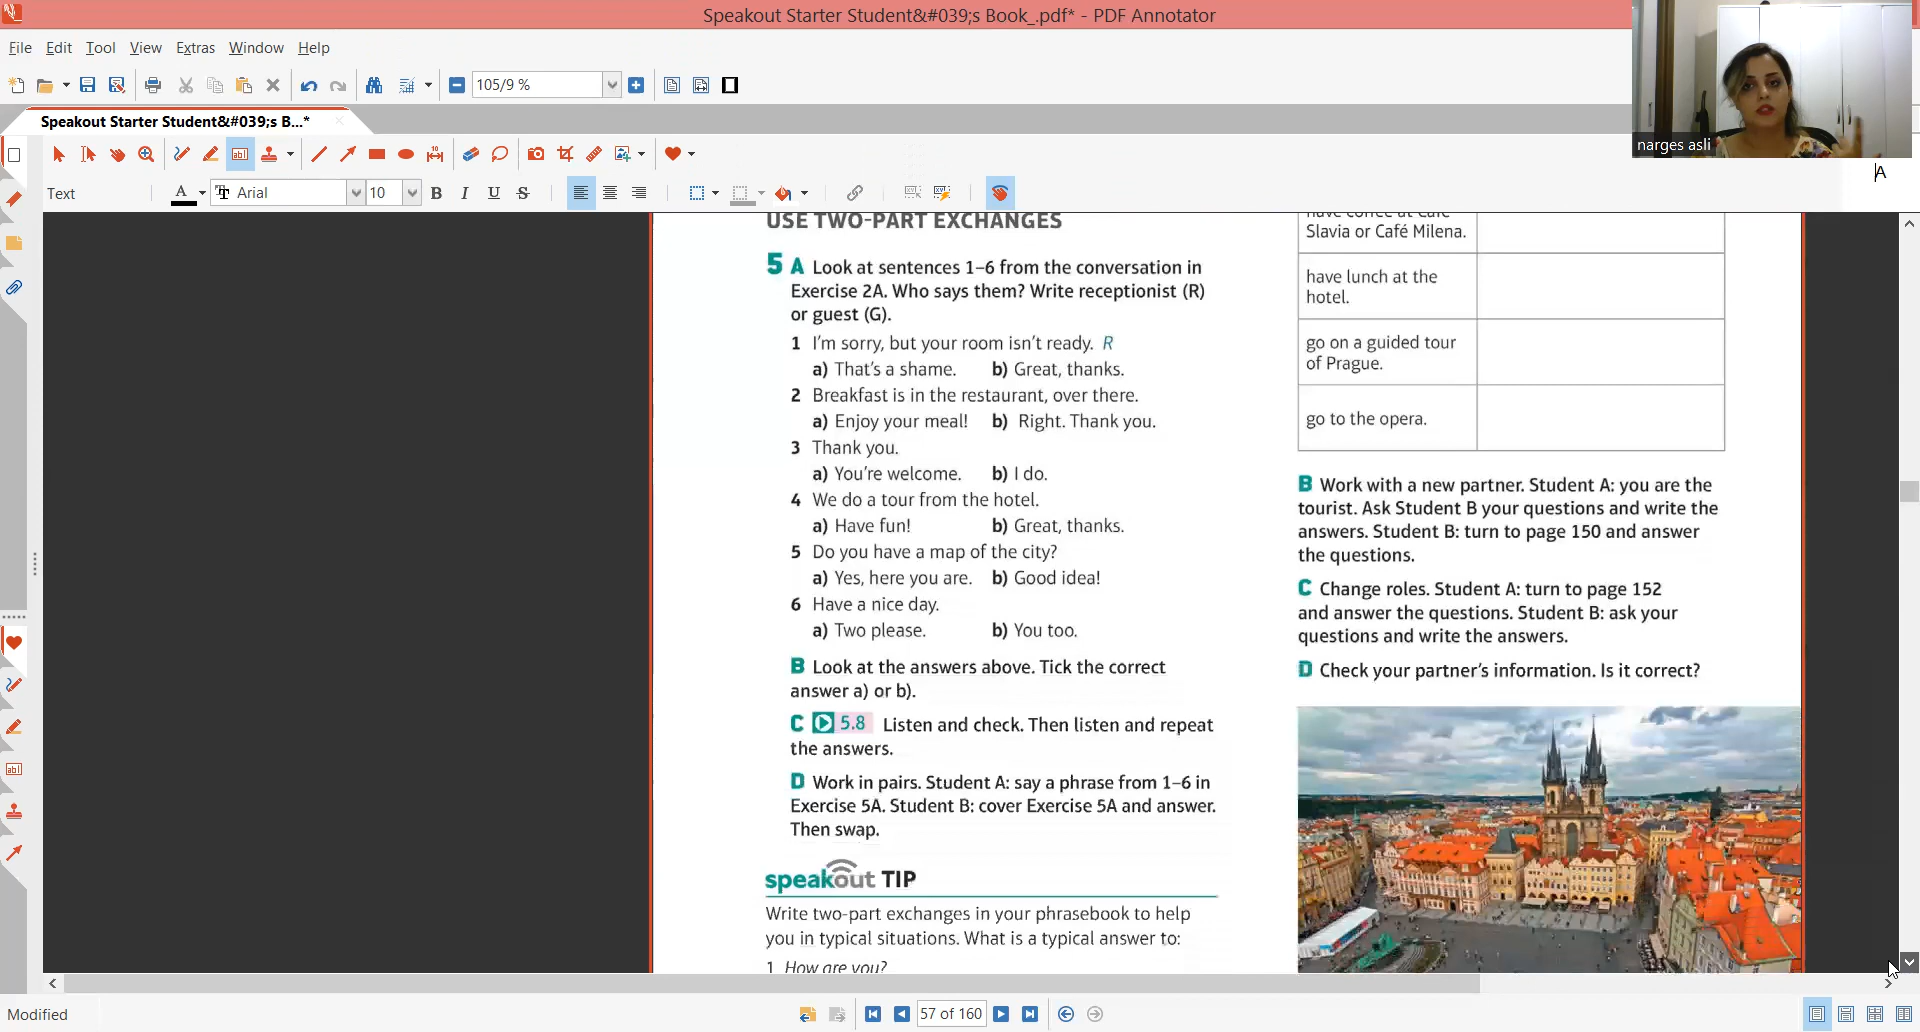 Speakout Starter Student&#039;s Book_.pdf* - PDF Annotator
File Edit Tool View Extras Window Help
105/9 %
Speakout Starter Student&#039;s B...*
narges asli
Text A Arial 10 B I U S
A
USE TWO-PART EXCHANGES
5 A Look at sentences 1–6 from the conversation in
Exercise 2A. Who says them? Write receptionist (R)
or guest (G).
1 I'm sorry, but your room isn't ready. R
a) That's a shame. b) Great, thanks.
2 Breakfast is in the restaurant, over there.
a) Enjoy your meal! b) Right. Thank you.
3 Thank you.
a) You're welcome. b) I do.
4 We do a tour from the hotel.
a) Have fun! b) Great, thanks.
5 Do you have a map of the city?
a) Yes, here you are. b) Good idea!
6 Have a nice day.
a) Two please. b) You too.
B Look at the answers above. Tick the correct
answer a) or b).
C 5.8 Listen and check. Then listen and repeat
the answers.
D Work in pairs. Student A: say a phrase from 1–6 in
Exercise 5A. Student B: cover Exercise 5A and answer.
Then swap.
speakout TIP
Write two-part exchanges in your phrasebook to help
you in typical situations. What is a typical answer to:
1 How are you?
have coffee at Café
Slavia or Café Milena.
have lunch at the
hotel.
go on a guided tour
of Prague.
go to the opera.
B Work with a new partner. Student A: you are the
tourist. Ask Student B your questions and write the
answers. Student B: turn to page 150 and answer
the questions.
C Change roles. Student A: turn to page 152
and answer the questions. Student B: ask your
questions and write the answers.
D Check your partner's information. Is it correct?
Modified
57 of 160